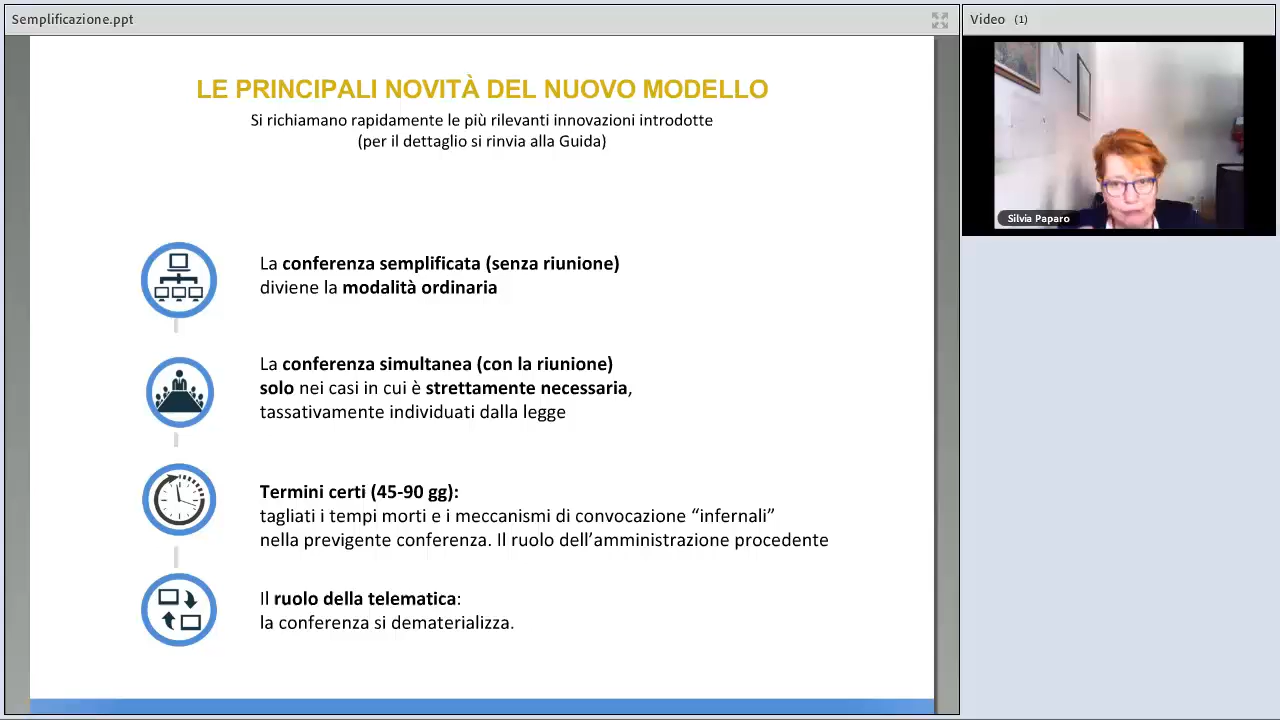 Semplificazione.ppt
Video (1)
LE PRINCIPALI NOVITÀ DEL NUOVO MODELLO
Si richiamano rapidamente le più rilevanti innovazioni introdotte
(per il dettaglio si rinvia alla Guida)
Silvia Paparo
La conferenza semplificata (senza riunione)
diviene la modalità ordinaria
La conferenza simultanea (con la riunione)
solo nei casi in cui è strettamente necessaria,
tassativamente individuati dalla legge
Termini certi (45-90 gg):
tagliati i tempi morti e i meccanismi di convocazione “infernali”
nella previgente conferenza. Il ruolo dell’amministrazione procedente
Il ruolo della telematica:
la conferenza si dematerializza.